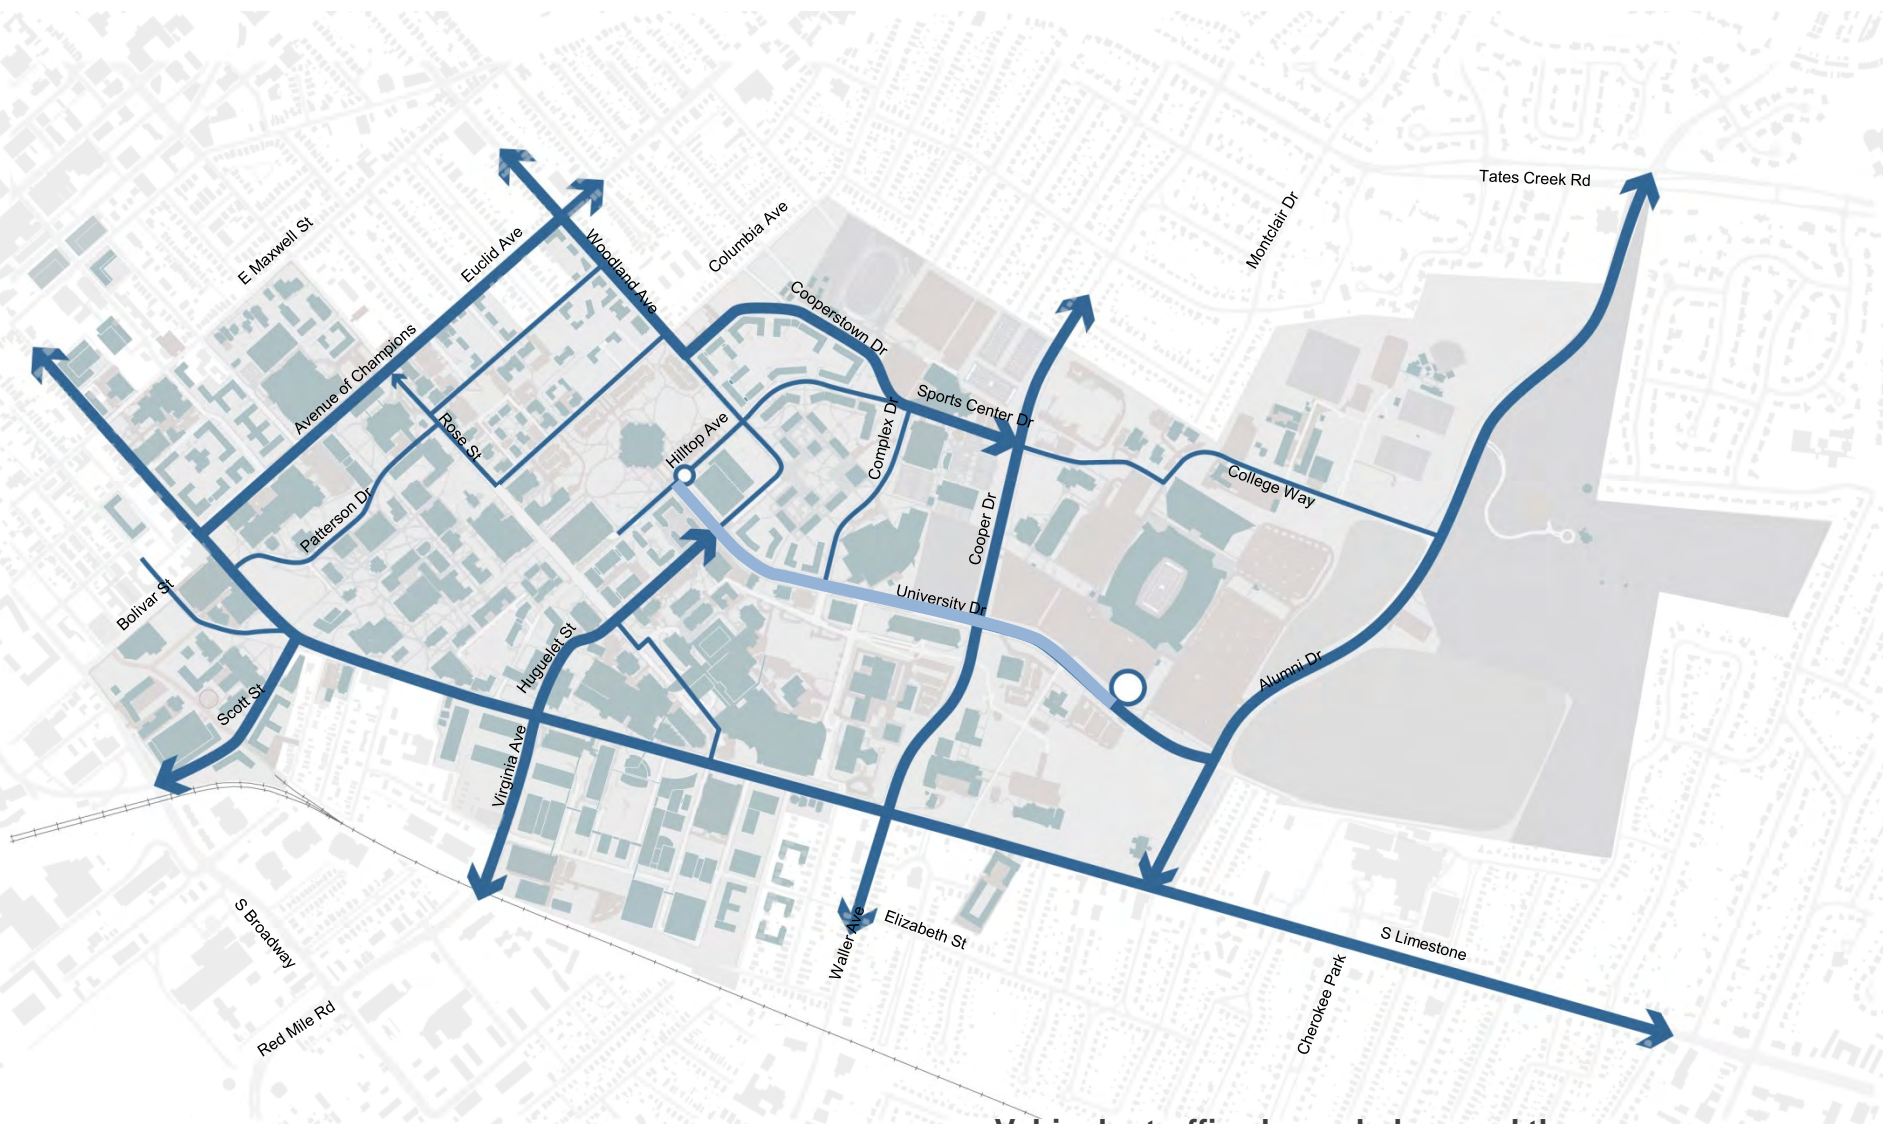 Tates Creek Rd
Montclair Dr
Columbia Ave
E Maxwell St
Euclid Ave
Woodland Ave
Cooperstown Dr
Avenue of Champions
Sports Center Dr
Rose St
Hilltop Ave
Complex Dr
College Way
Patterson Dr
Cooper Dr
Bolivar St
University Dr
Huguelet St
Alumni Dr
Scott St
Virginia Ave
S Broadway
Waller Ave
Elizabeth St
S Limestone
Cherokee Park
Red Mile Rd